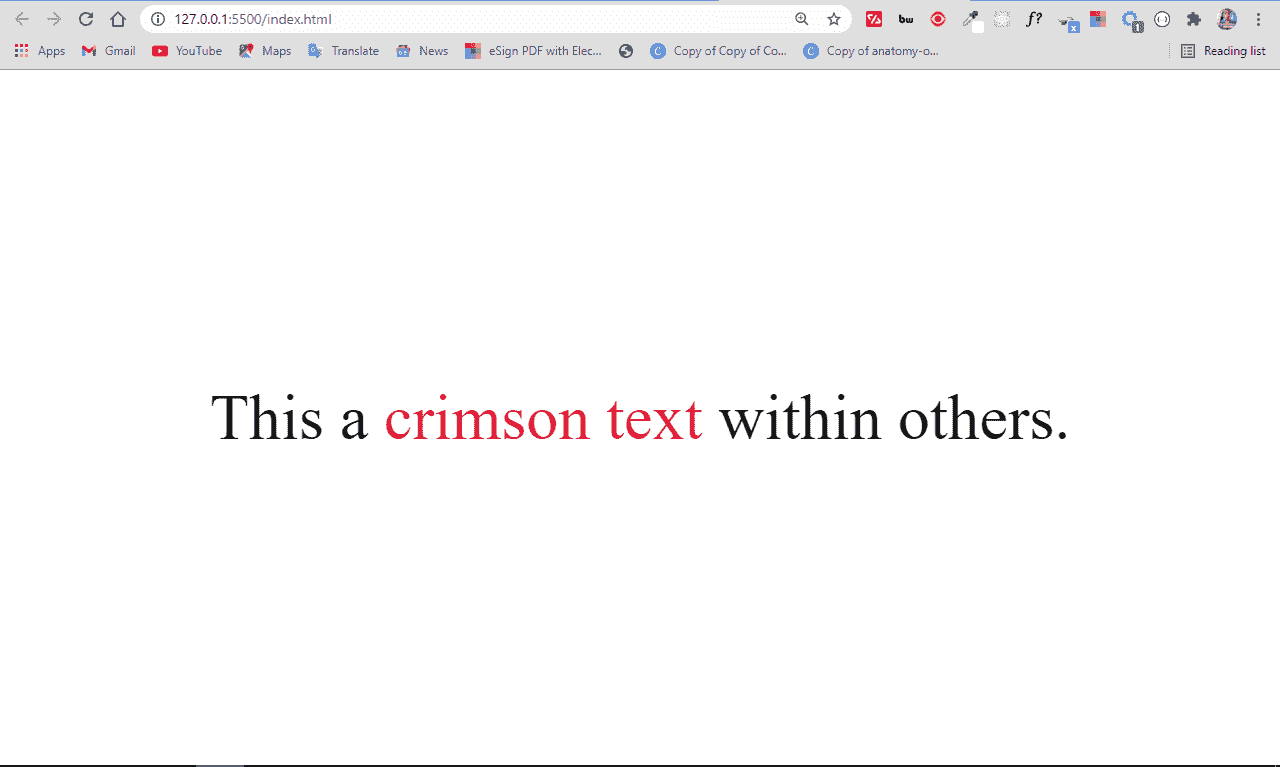 127.0.0.1:5500/index.html
bw
f?
x
1
Apps
Gmail
YouTube
Maps
Translate
News
eSign PDF with Elec...
C
Copy of Copy of Co...
C
Copy of anatomy-o...
Reading list
This a crimson text within others.